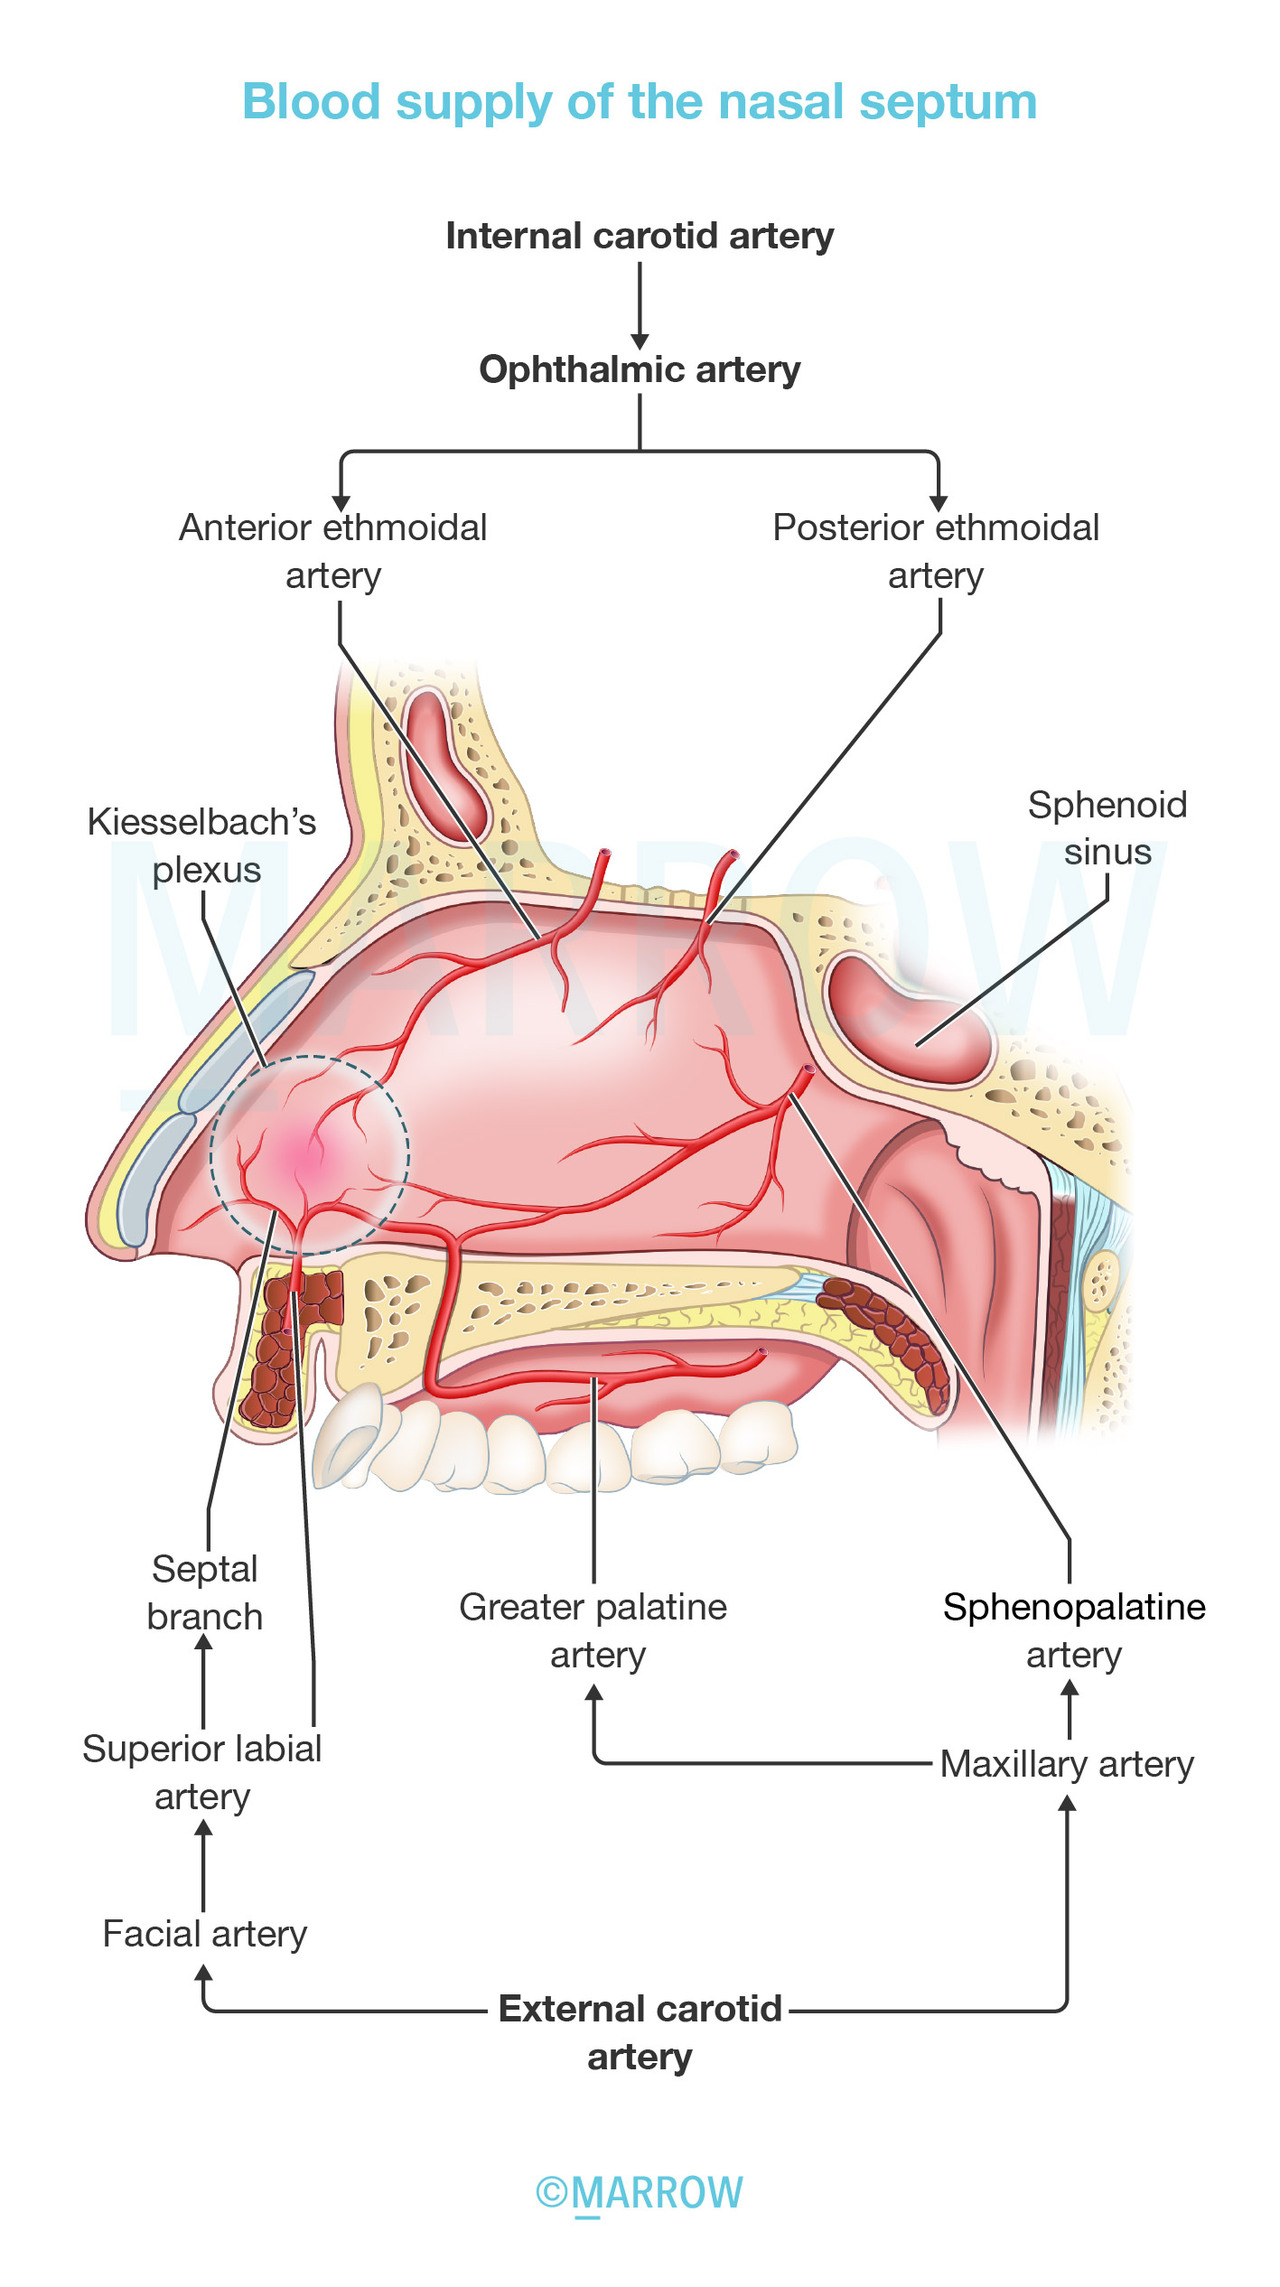 Blood supply of the nasal septum
Internal carotid artery
Ophthalmic artery
Anterior ethmoidal
artery
Posterior ethmoidal
artery
Kiesselbach’s
plexus
Sphenoid
sinus
MARROW
Septal
branch
Greater palatine
artery
Sphenopalatine
artery
Superior labial
artery
Maxillary artery
Facial artery
External carotid
artery
©MARROW